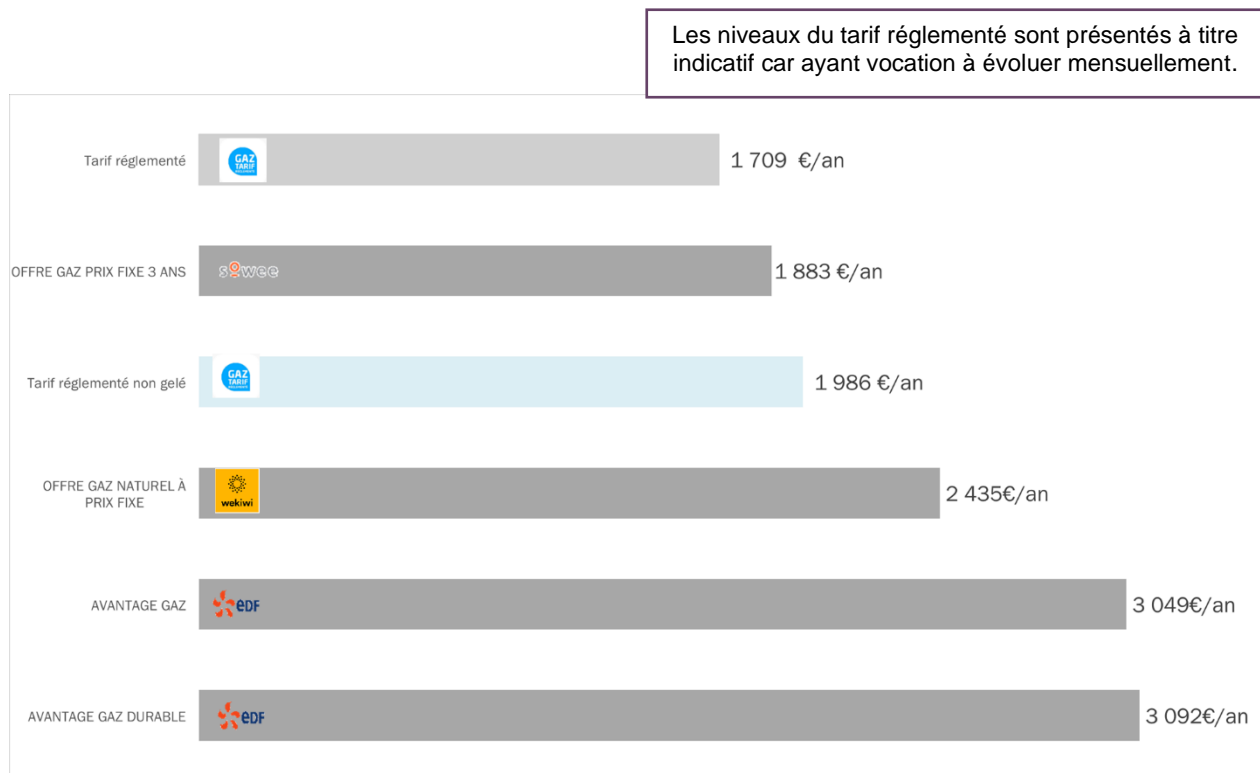 Les niveaux du tarif réglementé sont présentés à titre
indicatif car ayant vocation à évoluer mensuellement.
Tarif réglementé
GAZ
TARIF
RÉGLEMENTÉ
1 709 €/an
OFFRE GAZ PRIX FIXE 3 ANS
sowee
1 883 €/an
Tarif réglementé non gelé
GAZ
TARIF
RÉGLEMENTÉ
1 986 €/an
OFFRE GAZ NATUREL À
PRIX FIXE
wekiwi
2 435€/an
AVANTAGE GAZ
eDF
3 049€/an
AVANTAGE GAZ DURABLE
eDF
3 092€/an